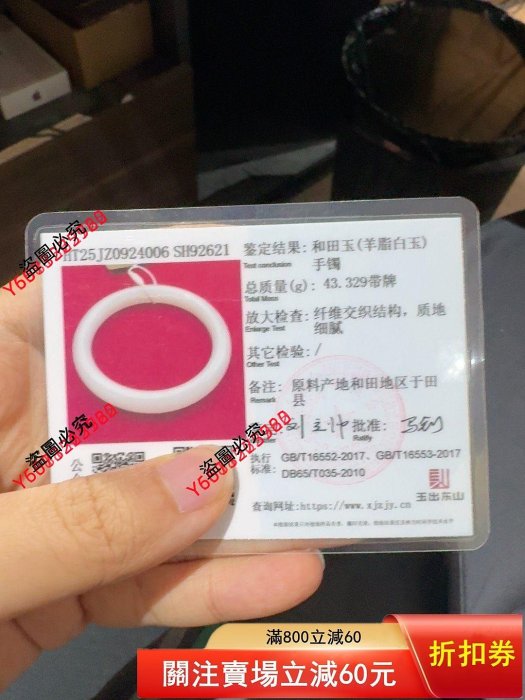 HT25JZ0924006 SH92621
鉴定结果: 和田玉(羊脂白玉)
Test conclusion
手镯
总质量(g): 43.329带牌
Total Mass
放大检查: 纤维交织结构，质地
Enlarge Test
细腻
其它检验: /
Other Test
备注: 原料产地和田地区于田
Remark
县
批准:
Ratify
执行 GB/T16552-2017、GB/T16553-2017
标准: DB65/T035-2010
玉出东山
查询网址:https://www.xjzjy.cn
公
盜圖必究
盜圖必究
盜圖必究
盜圖必究
滿800立減60
關注賣場立減60元
折扣券